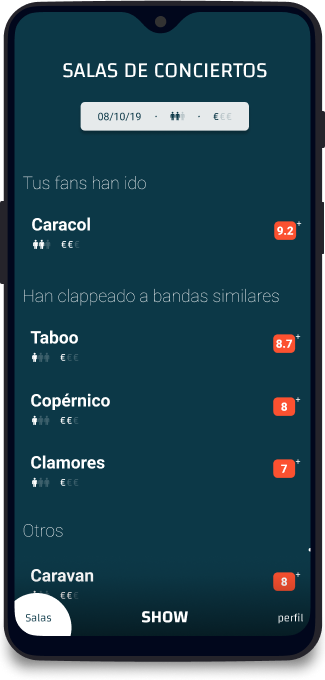 SALAS DE CONCIERTOS
08/10/19 · · €€€
Tus fans han ido
Caracol
9.2+
€€€
Han clappeado a bandas similares
Taboo
8.7+
€€€
Copérnico
8+
€€€
Clamores
7+
€€€
Otros
Caravan
8+
€€€
Salas SHOW perfil